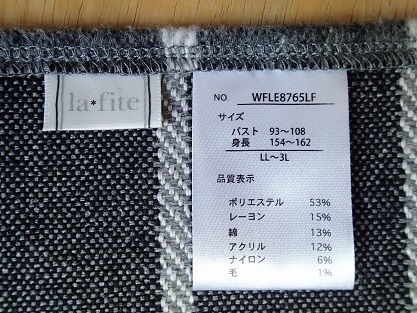 la*fite
NO. WFLE8765LF
サイズ
バスト 93～108
身長 154～162
LL～3L
品質表示
ポリエステル 53%
レーヨン 15%
綿 13%
アクリル 12%
ナイロン 6%
毛 1%